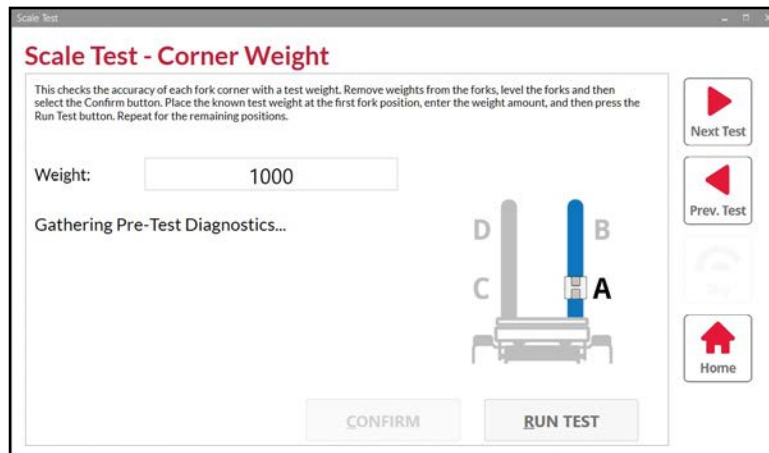 Scale Test
Scale Test - Corner Weight
This checks the accuracy of each fork corner with a test weight. Remove weights from the forks, level the forks and then
select the Confirm button. Place the known test weight at the first fork position, enter the weight amount, and then press the
Run Test button. Repeat for the remaining positions.
Next Test
Weight:
1000
Prev. Test
Gathering Pre-Test Diagnostics...
D
B
C
A
Home
CONFIRM
RUN TEST